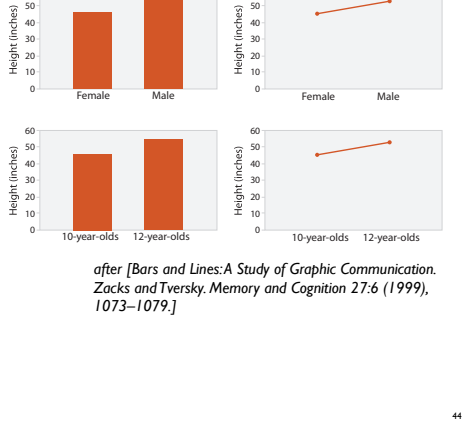 50
40
30
20
10
0
Height (inches)
Female Male
50
40
30
20
10
0
Height (inches)
Female Male
60
50
40
30
20
10
0
Height (inches)
10-year-olds 12-year-olds
60
50
40
30
20
10
0
Height (inches)
10-year-olds 12-year-olds
after [Bars and Lines: A Study of Graphic Communication.
Zacks and Tversky. Memory and Cognition 27:6 (1999),
1073–1079.]
44